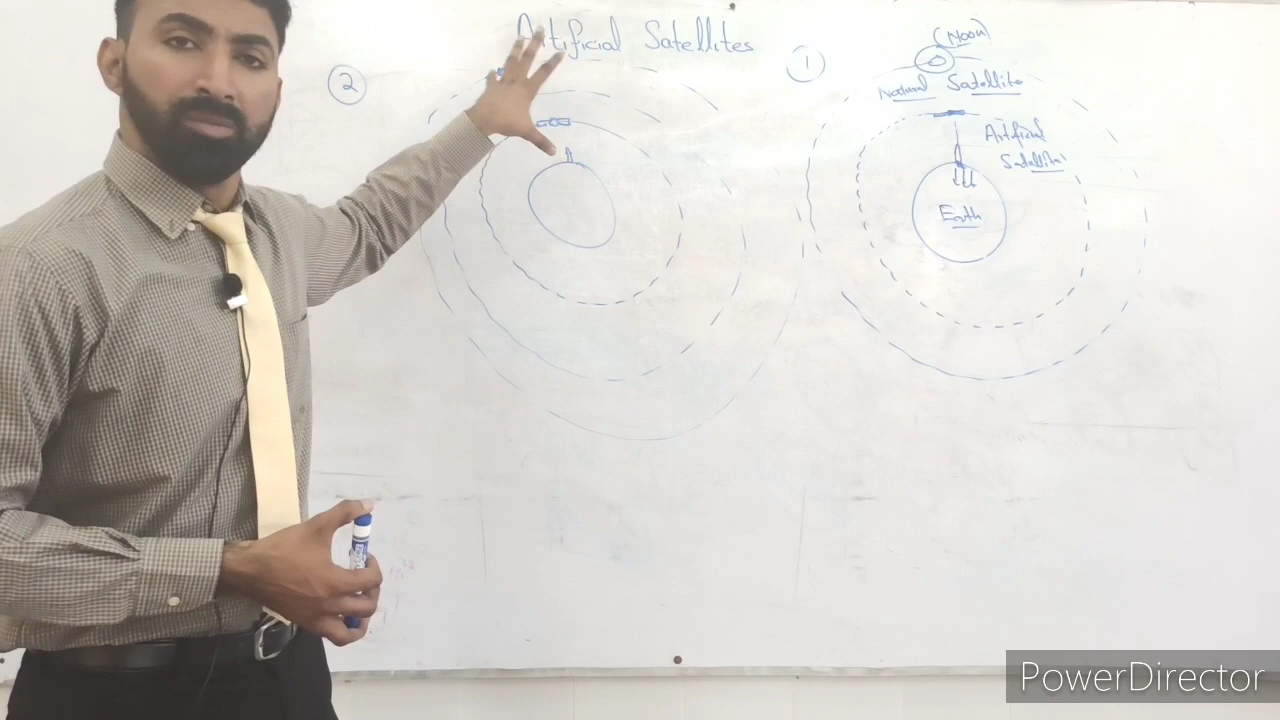 Artificial Satellites
2
1
(Moon)
Natural Satellite
Artificial
Satellite
Earth
PowerDirector